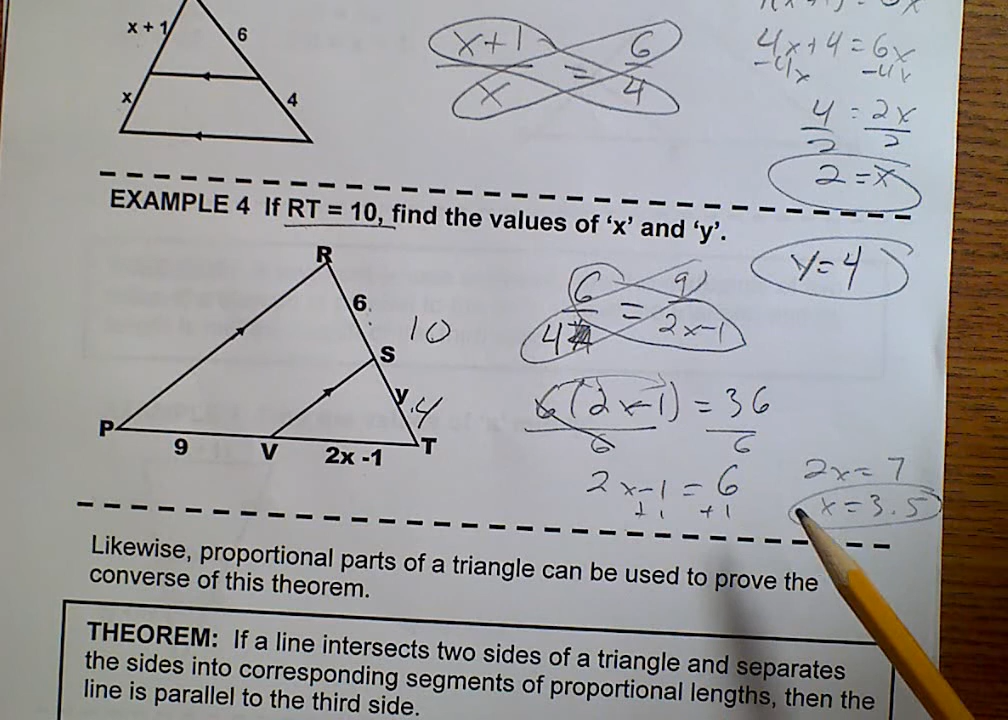 x + 1
6
x
4
x+1 = 6
x 4
4x+4 = 6x
-4x -4x
4 = 2x
2 2
2 = x
EXAMPLE 4 If RT = 10, find the values of ‘x’ and ‘y’.
R
6
10
S
y
4
P
9
V
2x -1
T
y=4
6 = 9
4 2x-1
6(2x-1) = 36
6 6
2x-1 = 6
+1 +1
2x = 7
x = 3.5
Likewise, proportional parts of a triangle can be used to prove the
converse of this theorem.
THEOREM: If a line intersects two sides of a triangle and separates
the sides into corresponding segments of proportional lengths, then the
line is parallel to the third side.